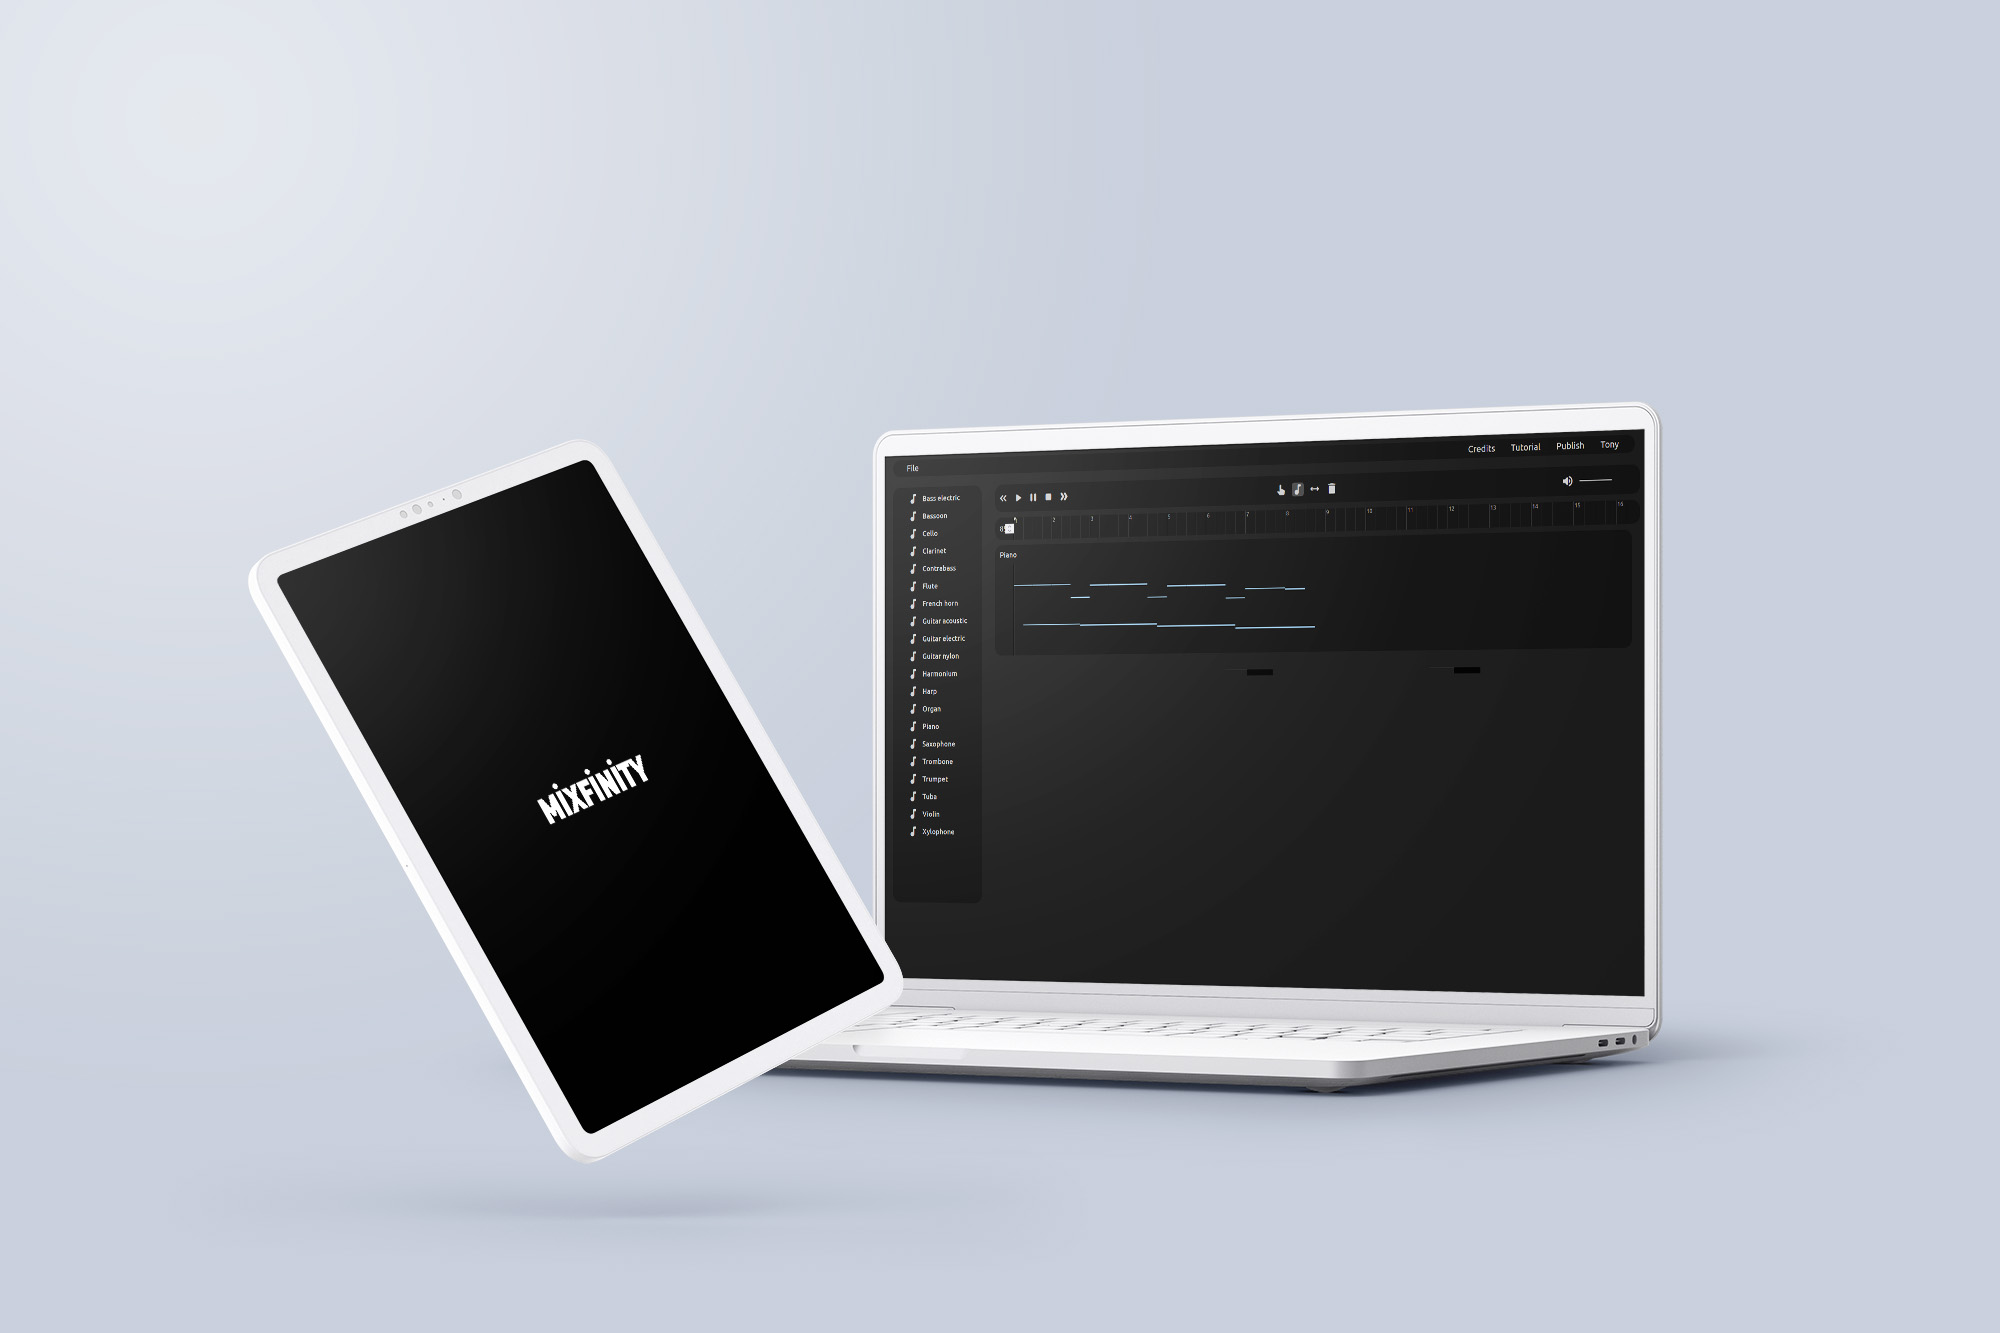 MiXFiNiTY
File
Credits Tutorial Publish Tony
Bass electric
Bassoon
Cello
Clarinet
Contrabass
Flute
French horn
Guitar acoustic
Guitar electric
Guitar nylon
Harmonium
Harp
Organ
Piano
Saxophone
Trombone
Trumpet
Tuba
Violin
Xylophone
1 2 3 4 5 6 7 8 9 10 11 12 13 14 15 16
Piano